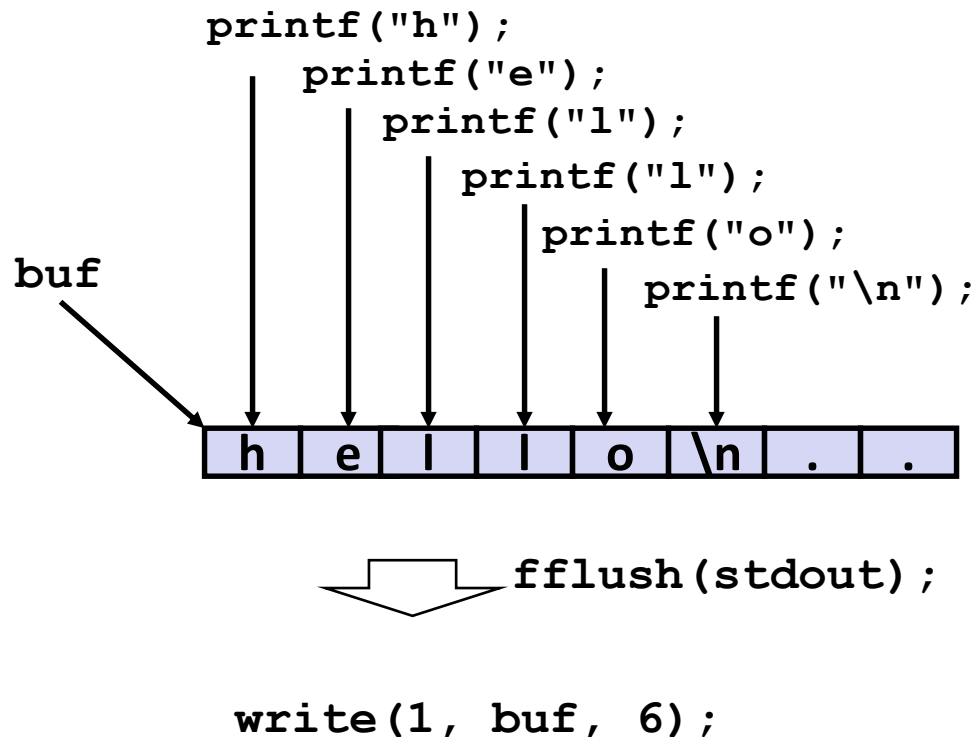 printf("h");
printf("e");
printf("l");
printf("l");
printf("o");
buf
printf("\n");
h e l l o \n . .
fflush(stdout);
write(1, buf, 6);